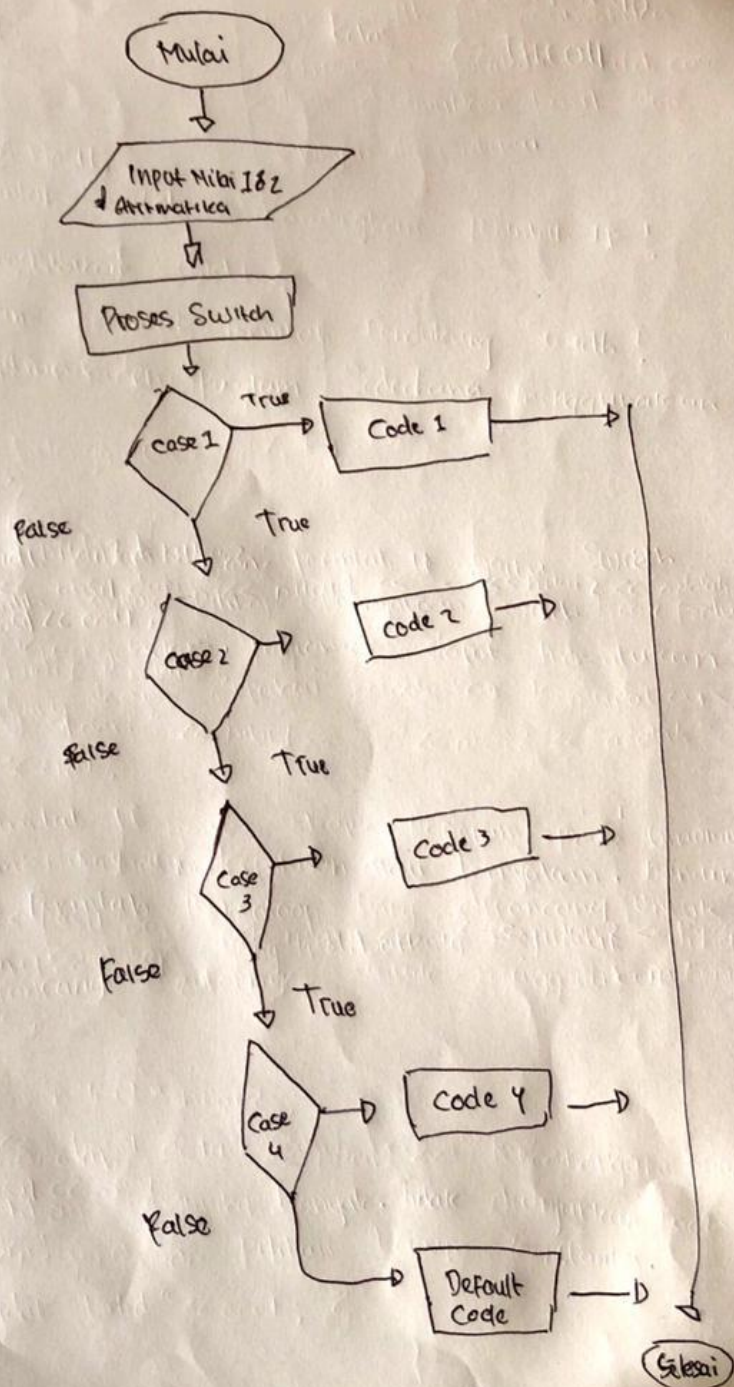 Mulai
Input Nilai 1&2
Aritmatika
Proses Switch
case 1
True
Code 1
False
True
case 2
code 2
false
True
Case
3
Code 3
False
True
Case
4
Code 4
False
Default
Code
Selesai